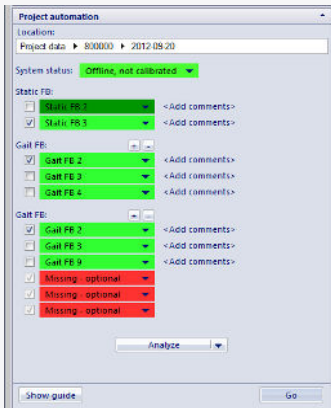 Project automation
Location:
Project data ▸ 800000 ▸ 2012-09-20
System status: Offline, not calibrated
Static FB:
Static FB 2 <Add comments>
Static FB 3 <Add comments>
Gait FB: + -
Gait FB 2 <Add comments>
Gait FB 3 <Add comments>
Gait FB 4 <Add comments>
Gait FB: + -
Gait FB 2 <Add comments>
Gait FB 3 <Add comments>
Gait FB 9 <Add comments>
Missing - optional
Missing - optional
Missing - optional
Analyze
Show guide Go